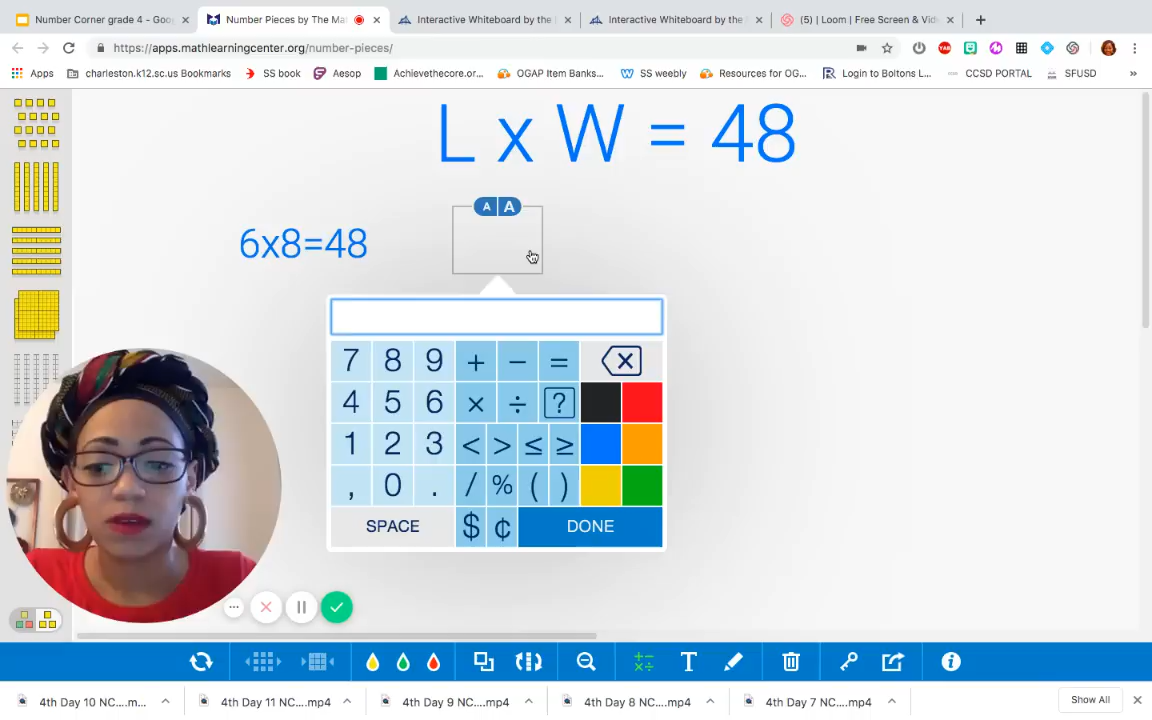 Number Corner grade 4 - Goo
Number Pieces by The Ma
Interactive Whiteboard by the
Interactive Whiteboard by the
(5) | Loom | Free Screen & Vid
https://apps.mathlearningcenter.org/number-pieces/
Apps
charleston.k12.sc.us Bookmarks
SS book
Aesop
Achievethecore.or...
OGAP Item Banks...
SS weebly
Resources for OG...
Login to Boltons L...
CCSD PORTAL
SFUSD
L x W = 48
A A
6x8=48
7 8 9 + − =
4 5 6 × ÷ ?
1 2 3 < > ≤ ≥
, 0 . / % ( )
SPACE $ ¢ DONE
T
4th Day 10 NC....m...
4th Day 11 NC....mp4
4th Day 9 NC....mp4
4th Day 8 NC....mp4
4th Day 7 NC....mp4
Show All